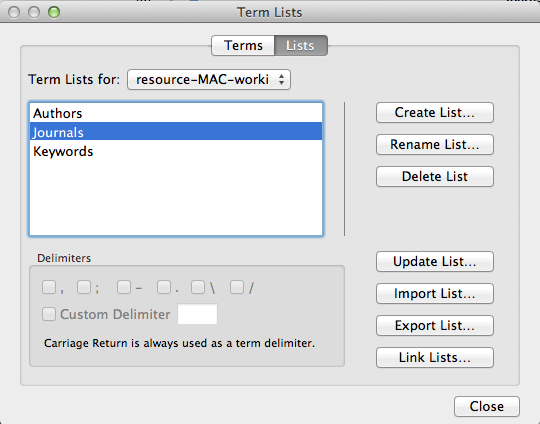 Term Lists
Terms Lists
Term Lists for: resource-MAC-worki
Authors
Journals
Keywords
Create List...
Rename List...
Delete List
Delimiters
, ; – . \ /
Custom Delimiter
Carriage Return is always used as a term delimiter.
Update List...
Import List...
Export List...
Link Lists...
Close